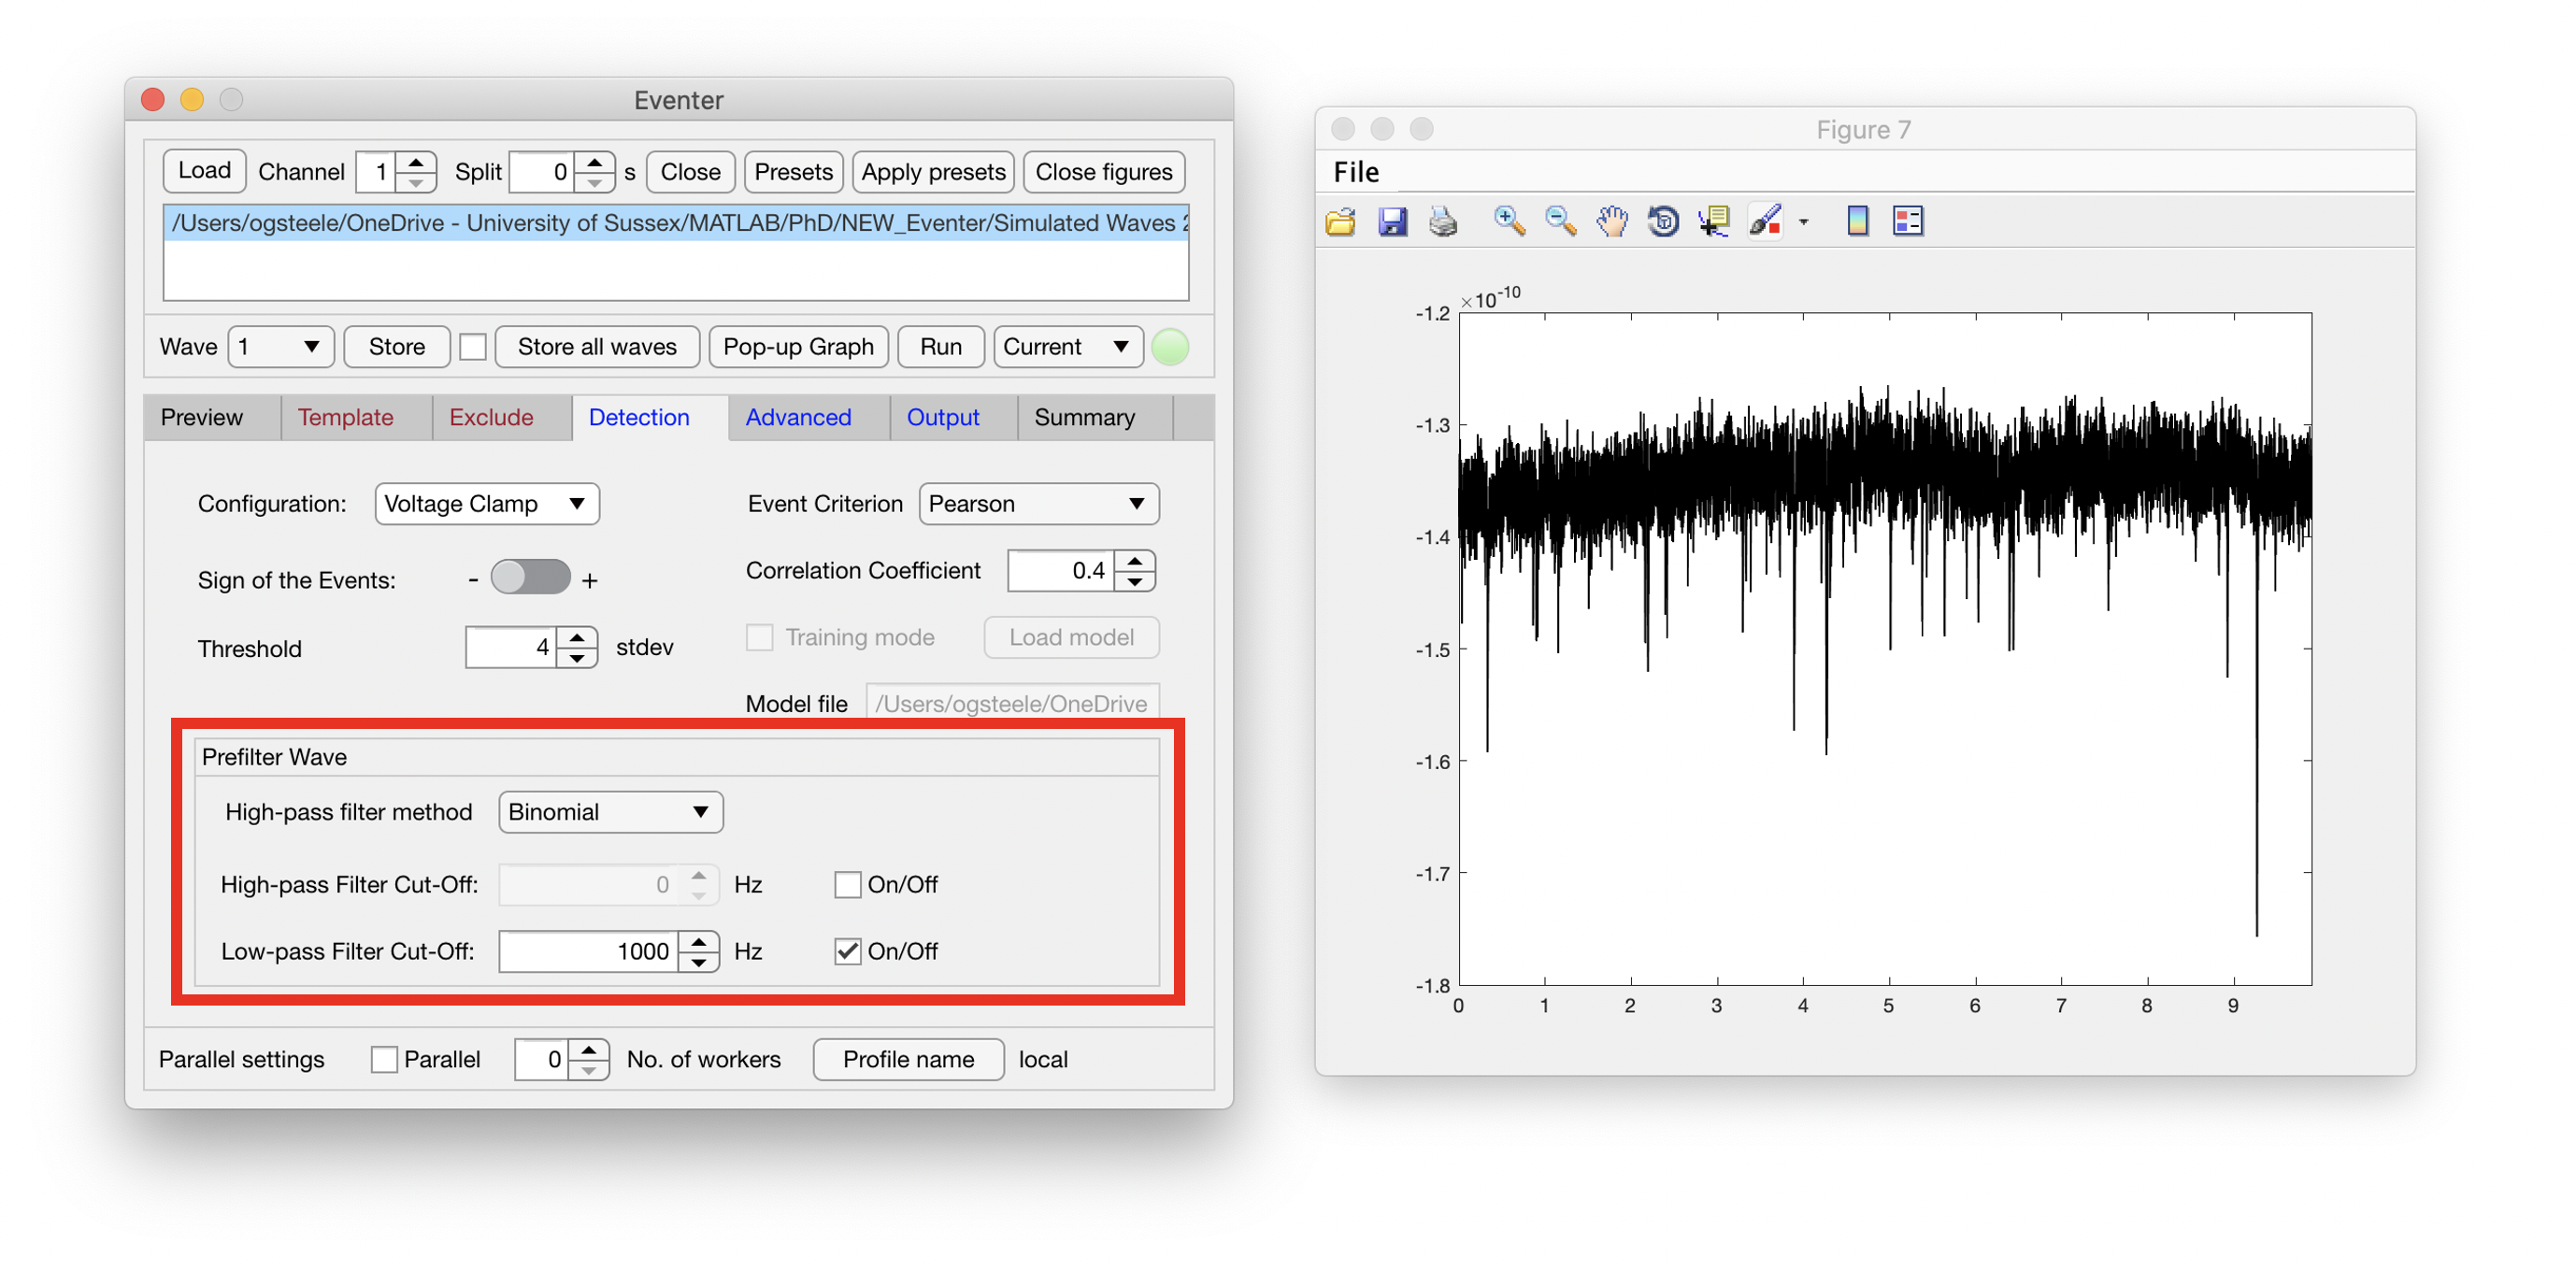 Eventer
Load Channel 1 Split 0 s Close Presets Apply presets Close figures
/Users/ogsteele/OneDrive - University of Sussex/MATLAB/PhD/NEW_Eventer/Simulated Waves
Wave 1 Store Store all waves Pop-up Graph Run Current
Preview Template Exclude Detection Advanced Output Summary
Configuration: Voltage Clamp Event Criterion Pearson
Sign of the Events: - + Correlation Coefficient 0.4
Threshold 4 stdev Training mode Load model
Model file /Users/ogsteele/OneDrive
Prefilter Wave
High-pass filter method Binomial
High-pass Filter Cut-Off: 0 Hz On/Off
Low-pass Filter Cut-Off: 1000 Hz On/Off
Parallel settings Parallel 0 No. of workers Profile name local
Figure 7
File
×10-10
-1.2
-1.3
-1.4
-1.5
-1.6
-1.7
-1.8
0 1 2 3 4 5 6 7 8 9